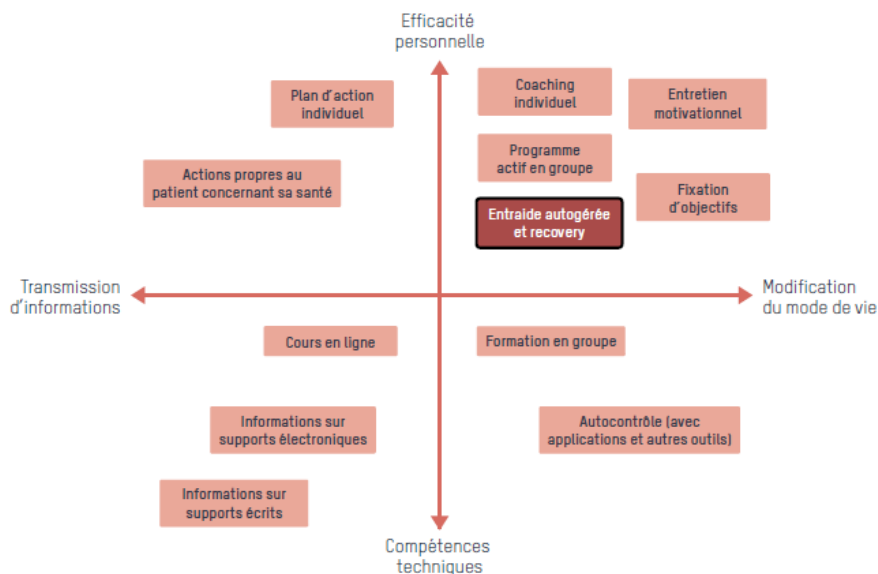 Efficacité
personnelle
Coaching
individuel
Plan d'action
individuel
Entretien
motivationnel
Programme
actif en groupe
Actions propres au
patient concernant sa santé
Fixation
d'objectifs
Entraide autogérée
et recovery
Transmission
d'informations
Modification
du mode de vie
Cours en ligne
Formation en groupe
Informations sur
supports électroniques
Autocontrôle (avec
applications et autres outils)
Informations sur
supports écrits
Compétences
techniques